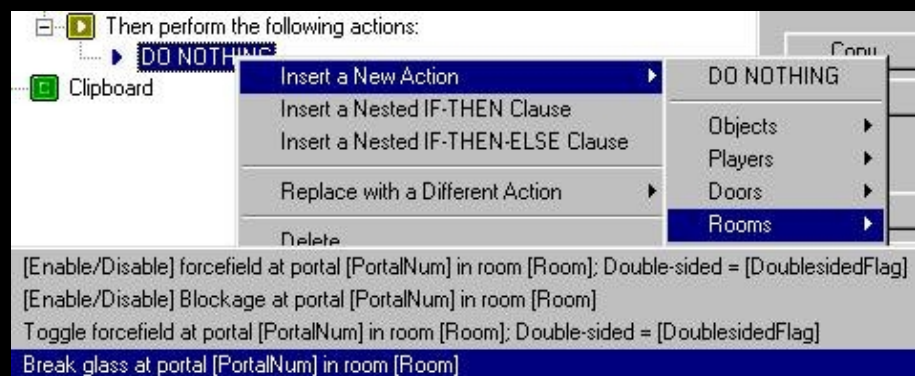 Then perform the following actions:
DO NOTHING
Clipboard
Copy
Insert a New Action
Insert a Nested IF-THEN Clause
Insert a Nested IF-THEN-ELSE Clause
Replace with a Different Action
Delete
DO NOTHING
Objects
Players
Doors
Rooms
[Enable/Disable] forcefield at portal [PortalNum] in room [Room]; Double-sided = [DoublesidedFlag]
[Enable/Disable] Blockage at portal [PortalNum] in room [Room]
Toggle forcefield at portal [PortalNum] in room [Room]; Double-sided = [DoublesidedFlag]
Break glass at portal [PortalNum] in room [Room]